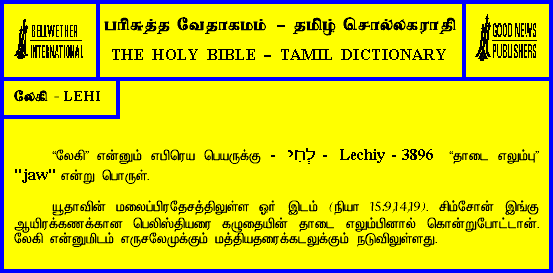 BELLWETHER
INTERNATIONAL
பரிசுத்த வேதாகமம் – தமிழ் சொல்லகராதி
THE HOLY BIBLE – TAMIL DICTIONARY
GOOD NEWS
PUBLISHERS
லேகி - LEHI
“லேகி” என்னும் எபிரெய பெயருக்கு - לְחִי - Lechiy - 3896 “தாடை எலும்பு”
"jaw" என்று பொருள்.
யூதாவின் மலைப்பிரதேசத்திலுள்ள ஓர் இடம் (நியா 15:9,14,19). சிம்சோன் இங்கு
ஆயிரக்கணக்கான பெலிஸ்தியரை கழுதையின் தாடை எலும்பினால் கொன்றுபோட்டான்.
லேகி என்னுமிடம் எருசலேமுக்கும் மத்தியதரைக்கடலுக்கும் நடுவிலுள்ளது.